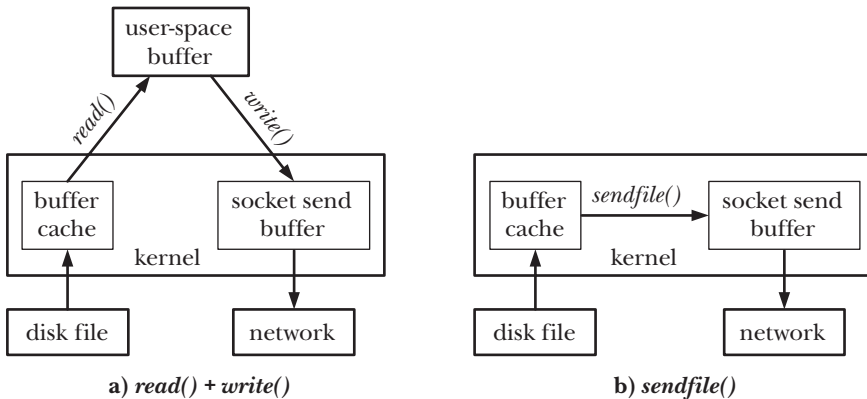 user-space
buffer
read()
write()
buffer
cache
socket send
buffer
kernel
disk file
network
a) read() + write()
buffer
cache
sendfile()
socket send
buffer
kernel
disk file
network
b) sendfile()